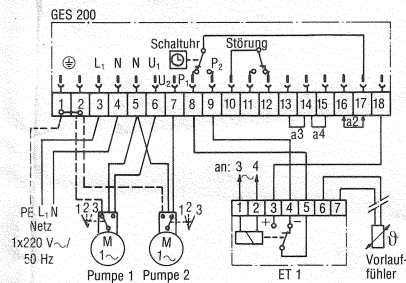 GES 200
Schaltuhr
Störung
L1 N N U1
P2
U2 P1
1 2 3 4 5 6 7 8 9 10 11 12 13 14 15 16 17 18
a3 a4 a2
an: 3 4
PE L1 N
Netz
1x220 V~/
50 Hz
1 2 3
1 2 3
M
1~
M
1~
Pumpe 1 Pumpe 2
1 2 3 4 5 6 7
+ -
ET 1
ϑ
Vorlauf-
fühler